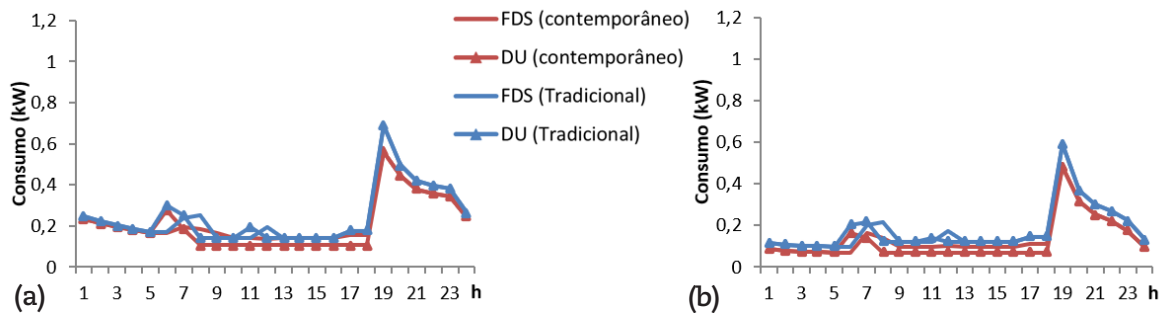 1,2
1
0,8
0,6
0,4
0,2
0
Consumo (kW)
1 3 5 7 9 11 13 15 17 19 21 23 h
(a)
FDS (contemporâneo)
DU (contemporâneo)
FDS (Tradicional)
DU (Tradicional)
1,2
1
0,8
0,6
0,4
0,2
0
Consumo (kW)
1 3 5 7 9 11 13 15 17 19 21 23 h
(b)